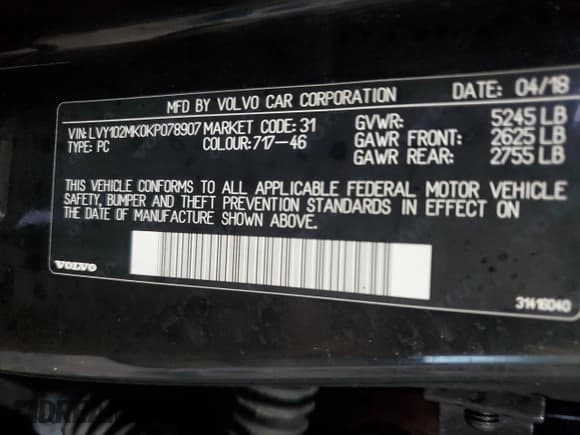 MFD BY VOLVO CAR CORPORATION DATE: 04/18
VIN: LVY102MK0KP078907 MARKET CODE: 31 GVWR: 5245 LB
TYPE: PC COLOUR: 717-46 GAWR FRONT: 2625 LB
GAWR REAR: 2755 LB
THIS VEHICLE CONFORMS TO ALL APPLICABLE FEDERAL MOTOR VEHICLE
SAFETY, BUMPER AND THEFT PREVENTION STANDARDS IN EFFECT ON
THE DATE OF MANUFACTURE SHOWN ABOVE.
VOLVO
31416040